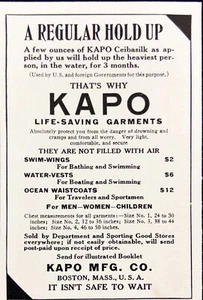 A REGULAR HOLD UP
A few ounces of KAPO Ceibasilk as ap-
plied by us will hold up the heaviest per-
son, in the water, for 3 months.
(Used by U.S. and foreign Governments for this purpose.)
THAT'S WHY
KAPO
LIFE-SAVING GARMENTS
Absolutely protect you from the danger of drowning and
cramps and from all worry. Very light,
comfortable, and secure.
THEY ARE NOT FILLED WITH AIR
SWIM-WINGS $2
For Bathing and Swimming
WATER-VESTS $6
For Boating and Swimming
OCEAN WAISTCOATS $12
For Travelers and Sportsmen
For MEN—WOMEN—CHILDREN
Chest measurements for all garments:—Size No. 1, 24 to 30
inches; Size No. 2, 32 to 36 inches; Size No. 3, 38 to 44
inches; Size No. 4, 46 to 50 inches.
Sold by Department and Sporting Good Stores
everywhere; if not easily obtainable, will send
post-paid upon receipt of price.
Send for illustrated Booklet
KAPO MFG. CO.
BOSTON, MASS., U. S. A.
IT ISN'T SAFE TO WAIT